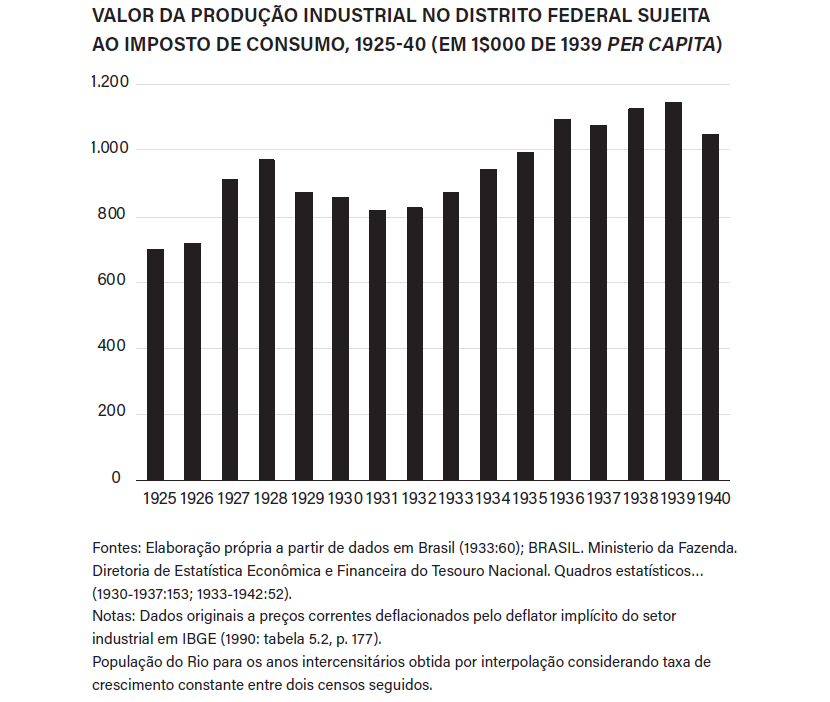 VALOR DA PRODUÇÃO INDUSTRIAL NO DISTRITO FEDERAL SUJEITA
AO IMPOSTO DE CONSUMO, 1925-40 (EM 1$000 DE 1939 PER CAPITA)
1.200
1.000
800
600
400
200
0
1925 1926 1927 1928 1929 1930 1931 1932 1933 1934 1935 1936 1937 1938 1939 1940
Fontes: Elaboração própria a partir de dados em Brasil (1933:60); BRASIL. Ministerio da Fazenda.
Diretoria de Estatística Econômica e Financeira do Tesouro Nacional. Quadros estatísticos...
(1930-1937:153; 1933-1942:52).
Notas: Dados originais a preços correntes deflacionados pelo deflator implícito do setor
industrial em IBGE (1990: tabela 5.2, p. 177).
População do Rio para os anos intercensitários obtida por interpolação considerando taxa de
crescimento constante entre dois censos seguidos.